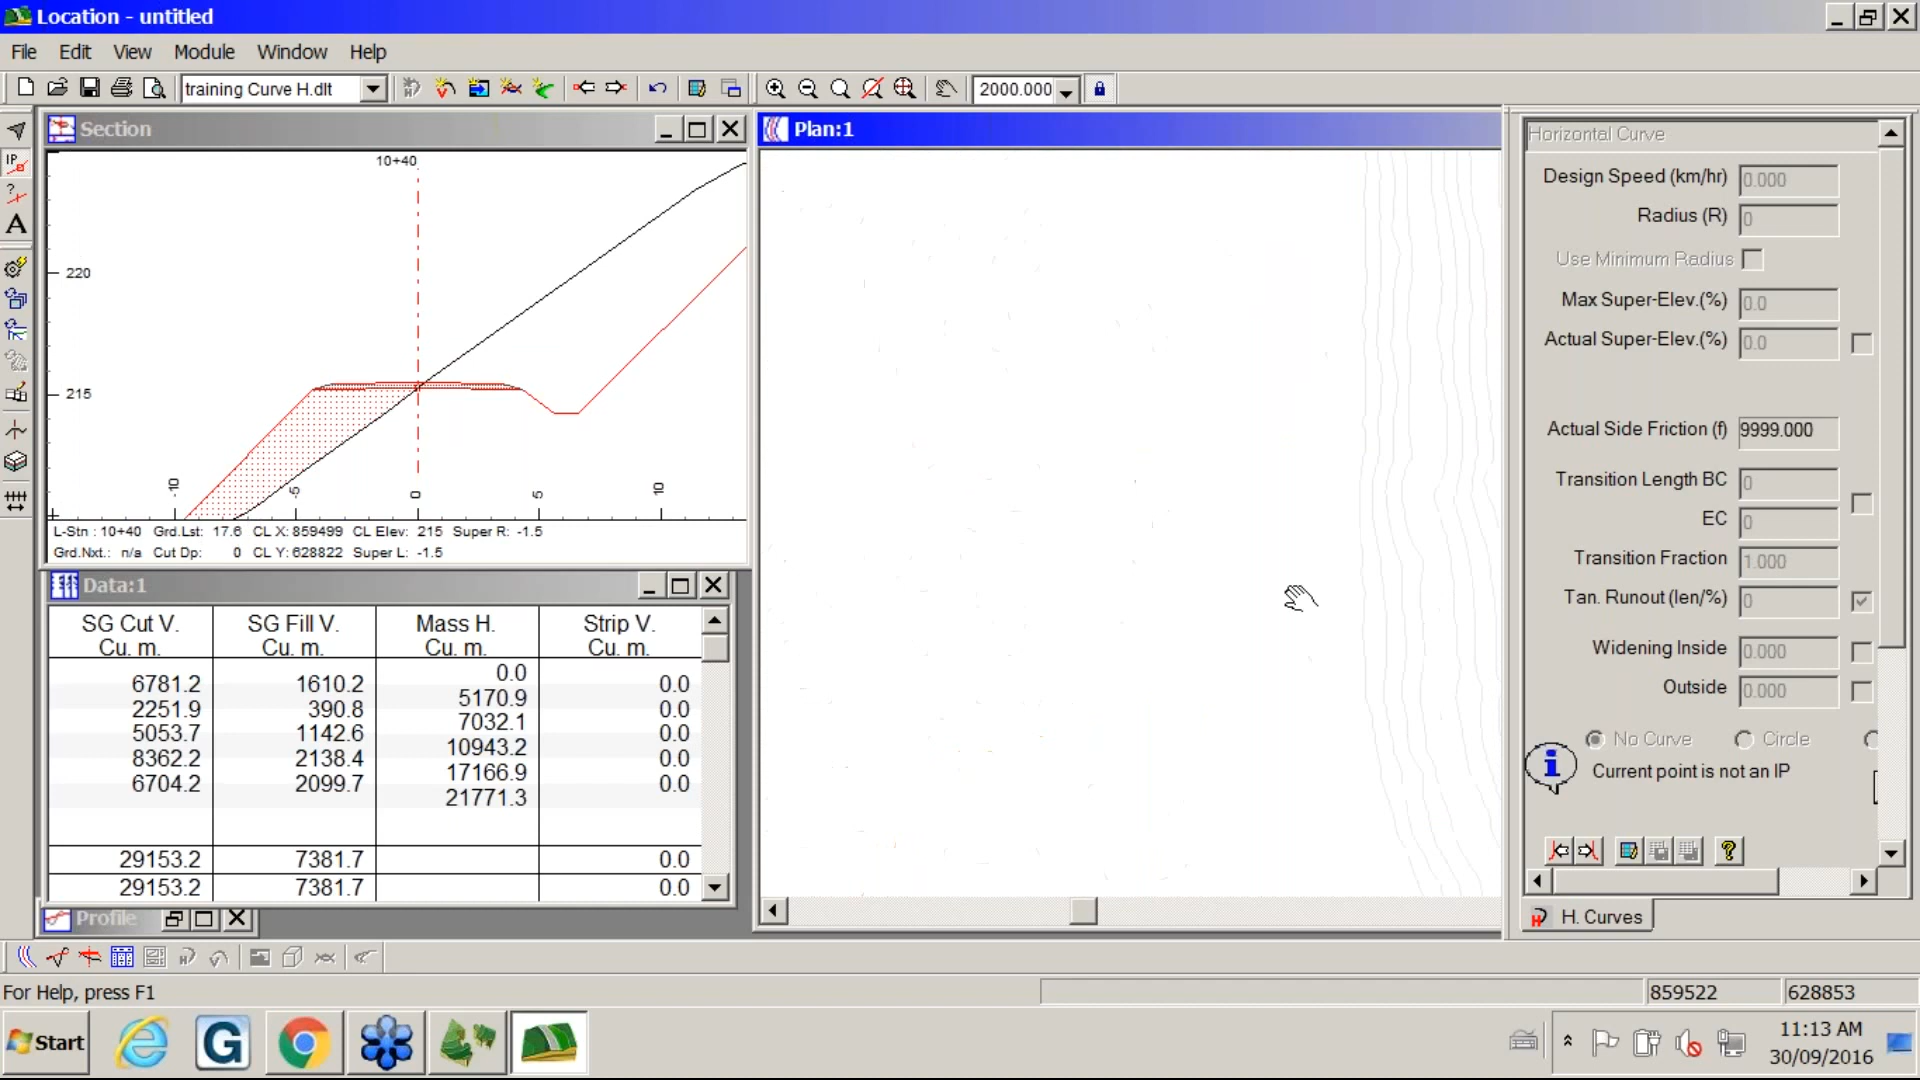 Location - untitled
File Edit View Module Window Help
training Curve H.dlt 2000.000
IP
?
A
Section
10+40
220
215
-10 -5 0 5 10
L-Stn : 10+40 Grd.Lst: 17.6 CL X: 859499 CL Elev: 215 Super R: -1.5
Grd.Nxt.: n/a Cut Dp: 0 CL Y: 628822 Super L: -1.5
Data:1
SG Cut V. SG Fill V. Mass H. Strip V.
Cu. m. Cu. m. Cu. m. Cu. m.
0.0
6781.2 1610.2 0.0
5170.9
2251.9 390.8 0.0
7032.1
5053.7 1142.6 0.0
10943.2
8362.2 2138.4 0.0
17166.9
6704.2 2099.7 0.0
21771.3
29153.2 7381.7 0.0
29153.2 7381.7 0.0
Profile
Plan:1
Horizontal Curve
Design Speed (km/hr) 0.000
Radius (R) 0
Use Minimum Radius
Max Super-Elev.(%) 0.0
Actual Super-Elev.(%) 0.0
Actual Side Friction (f) 9999.000
Transition Length BC 0
EC 0
Transition Fraction 1.000
Tan. Runout (len/%) 0
Widening Inside 0.000
Outside 0.000
No Curve Circle
i Current point is not an IP
?
H. Curves
For Help, press F1 859522 628853
Start G 11:13 AM
30/09/2016